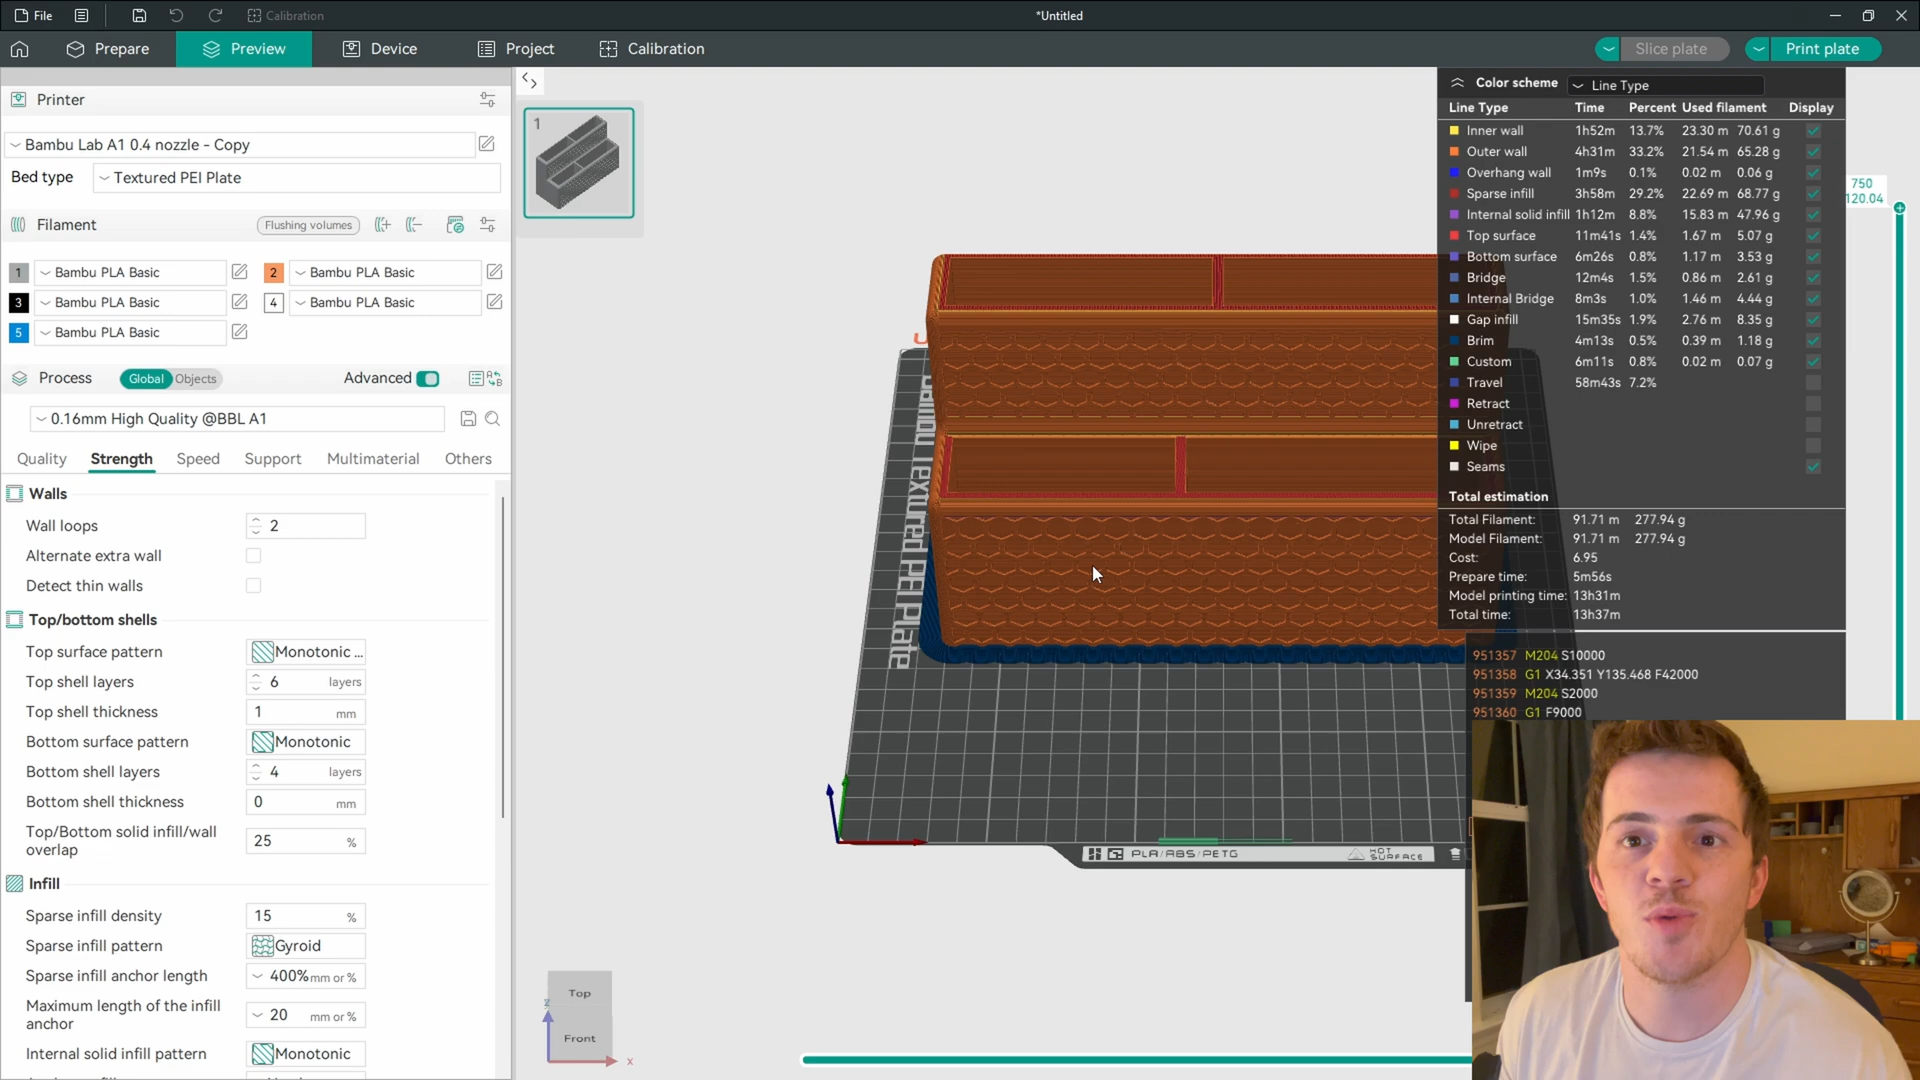 File
Calibration
*Untitled
Prepare
Preview
Device
Project
Calibration
Slice plate
Print plate
Printer
Bambu Lab A1 0.4 nozzle - Copy
Bed type
Textured PEI Plate
Filament
Flushing volumes
1 Bambu PLA Basic
2 Bambu PLA Basic
3 Bambu PLA Basic
4 Bambu PLA Basic
5 Bambu PLA Basic
Process
Global Objects
Advanced
0.16mm High Quality @BBL A1
Quality Strength Speed Support Multimaterial Others
Walls
Wall loops 2
Alternate extra wall
Detect thin walls
Top/bottom shells
Top surface pattern Monotonic ...
Top shell layers 6 layers
Top shell thickness 1 mm
Bottom surface pattern Monotonic
Bottom shell layers 4 layers
Bottom shell thickness 0 mm
Top/Bottom solid infill/wall
overlap
25 %
Infill
Sparse infill density 15 %
Sparse infill pattern Gyroid
Sparse infill anchor length 400% mm or %
Maximum length of the infill
anchor
20 mm or %
Internal solid infill pattern Monotonic
1
Textured PEI Plate
PLA/ABS/PETG
HOT
SURFACE
Top
Front
Z
X
Color scheme Line Type
Line Type Time Percent Used filament Display
Inner wall 1h52m 13.7% 23.30 m 70.61 g
Outer wall 4h31m 33.2% 21.54 m 65.28 g
Overhang wall 1m9s 0.1% 0.02 m 0.06 g
Sparse infill 3h58m 29.2% 22.69 m 68.77 g
Internal solid infill 1h12m 8.8% 15.83 m 47.96 g
Top surface 11m41s 1.4% 1.67 m 5.07 g
Bottom surface 6m26s 0.8% 1.17 m 3.53 g
Bridge 12m4s 1.5% 0.86 m 2.61 g
Internal Bridge 8m3s 1.0% 1.46 m 4.44 g
Gap infill 15m35s 1.9% 2.76 m 8.35 g
Brim 4m13s 0.5% 0.39 m 1.18 g
Custom 6m11s 0.8% 0.02 m 0.07 g
Travel 58m43s 7.2%
Retract
Unretract
Wipe
Seams
Total estimation
Total Filament: 91.71 m 277.94 g
Model Filament: 91.71 m 277.94 g
Cost: 6.95
Prepare time: 5m56s
Model printing time: 13h31m
Total time: 13h37m
951357 M204 S10000
951358 G1 X34.351 Y135.468 F42000
951359 M204 S2000
951360 G1 F9000
750
120.04